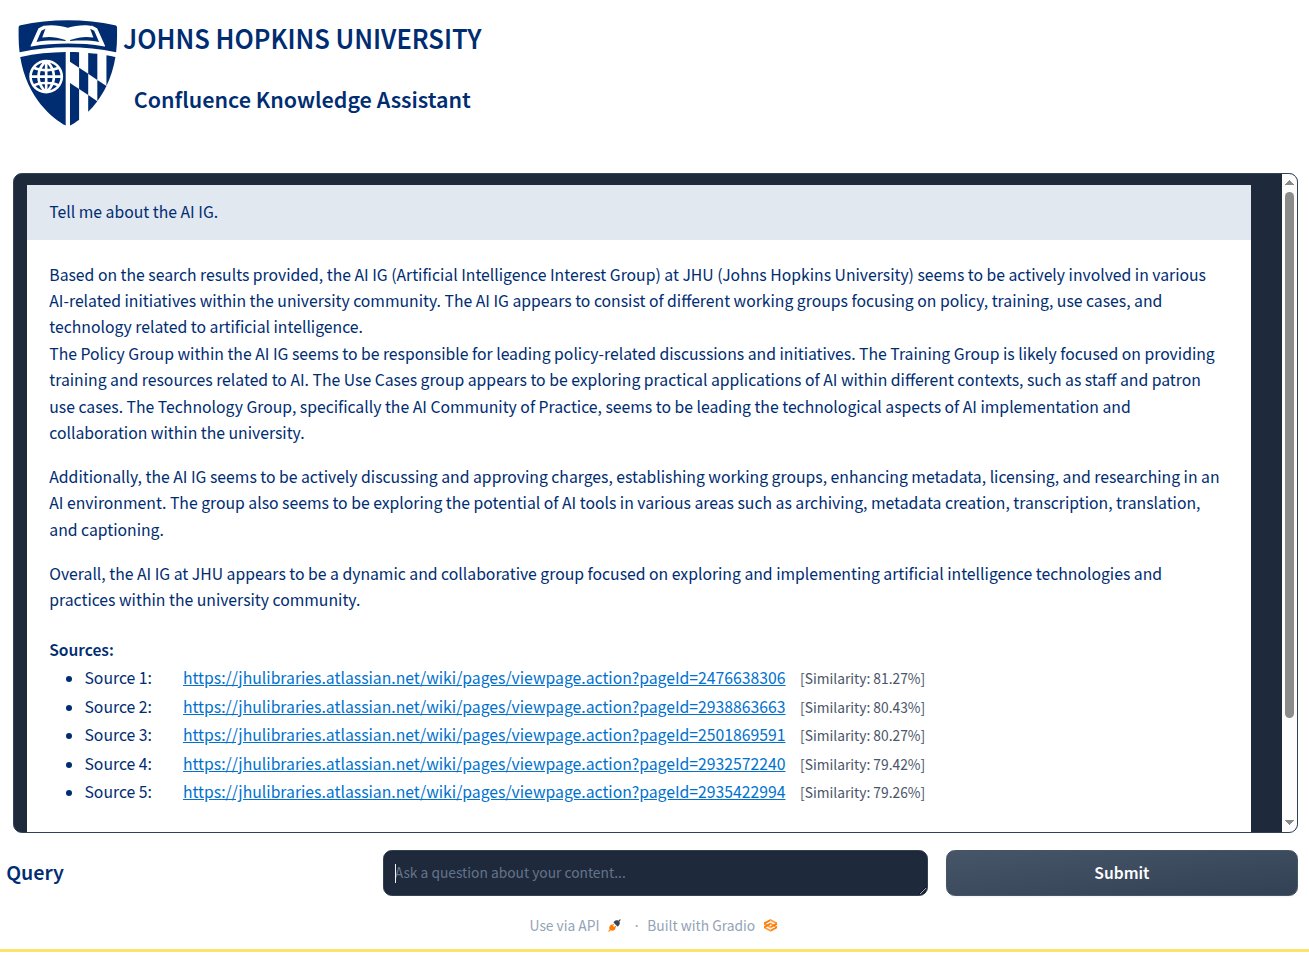 JOHNS HOPKINS UNIVERSITY
Confluence Knowledge Assistant
Tell me about the AI IG.
Based on the search results provided, the AI IG (Artificial Intelligence Interest Group) at JHU (Johns Hopkins University) seems to be actively involved in various
AI-related initiatives within the university community. The AI IG appears to consist of different working groups focusing on policy, training, use cases, and
technology related to artificial intelligence.
The Policy Group within the AI IG seems to be responsible for leading policy-related discussions and initiatives. The Training Group is likely focused on providing
training and resources related to AI. The Use Cases group appears to be exploring practical applications of AI within different contexts, such as staff and patron
use cases. The Technology Group, specifically the AI Community of Practice, seems to be leading the technological aspects of AI implementation and
collaboration within the university.
Additionally, the AI IG seems to be actively discussing and approving charges, establishing working groups, enhancing metadata, licensing, and researching in an
AI environment. The group also seems to be exploring the potential of AI tools in various areas such as archiving, metadata creation, transcription, translation,
and captioning.
Overall, the AI IG at JHU appears to be a dynamic and collaborative group focused on exploring and implementing artificial intelligence technologies and
practices within the university community.
Sources:
• Source 1: https://jhulibraries.atlassian.net/wiki/pages/viewpage.action?pageId=2476638306 [Similarity: 81.27%]
• Source 2: https://jhulibraries.atlassian.net/wiki/pages/viewpage.action?pageId=2938863663 [Similarity: 80.43%]
• Source 3: https://jhulibraries.atlassian.net/wiki/pages/viewpage.action?pageId=2501869591 [Similarity: 80.27%]
• Source 4: https://jhulibraries.atlassian.net/wiki/pages/viewpage.action?pageId=2932572240 [Similarity: 79.42%]
• Source 5: https://jhulibraries.atlassian.net/wiki/pages/viewpage.action?pageId=2935422994 [Similarity: 79.26%]
Query
Ask a question about your content...
Submit
Use via API · Built with Gradio